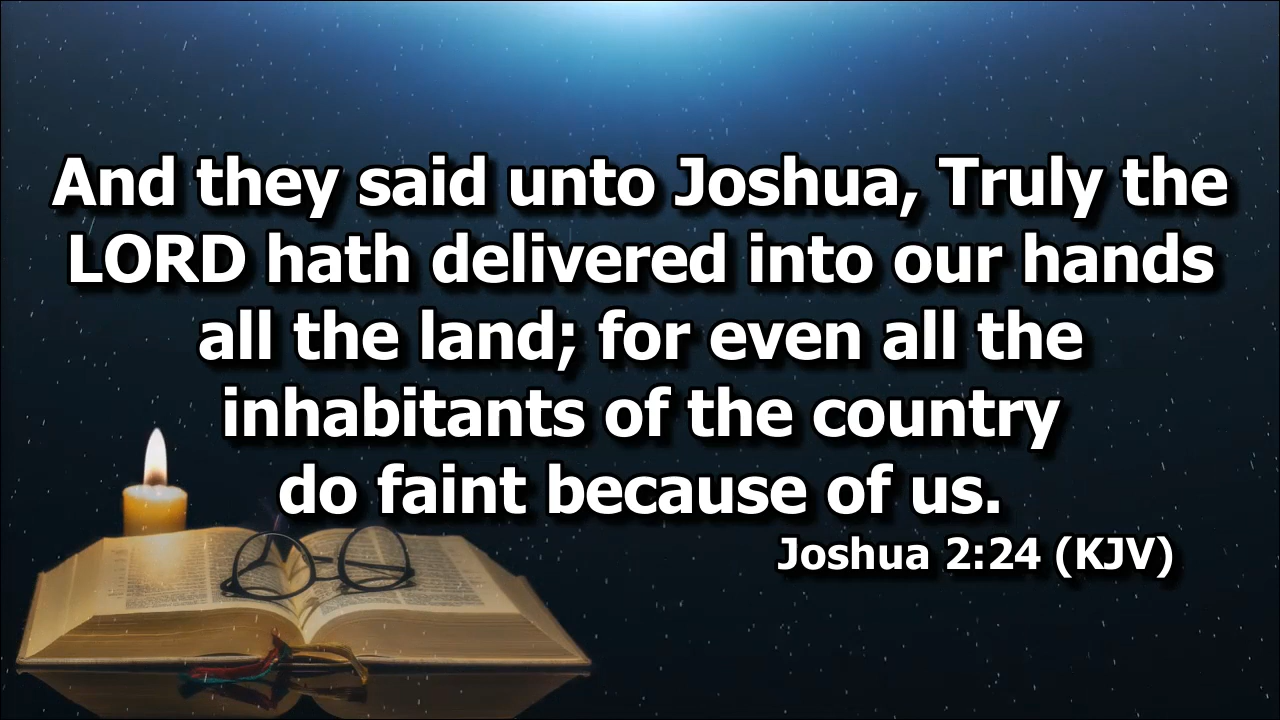 And they said unto Joshua, Truly the
LORD hath delivered into our hands
all the land; for even all the
inhabitants of the country
do faint because of us.
Joshua 2:24 (KJV)